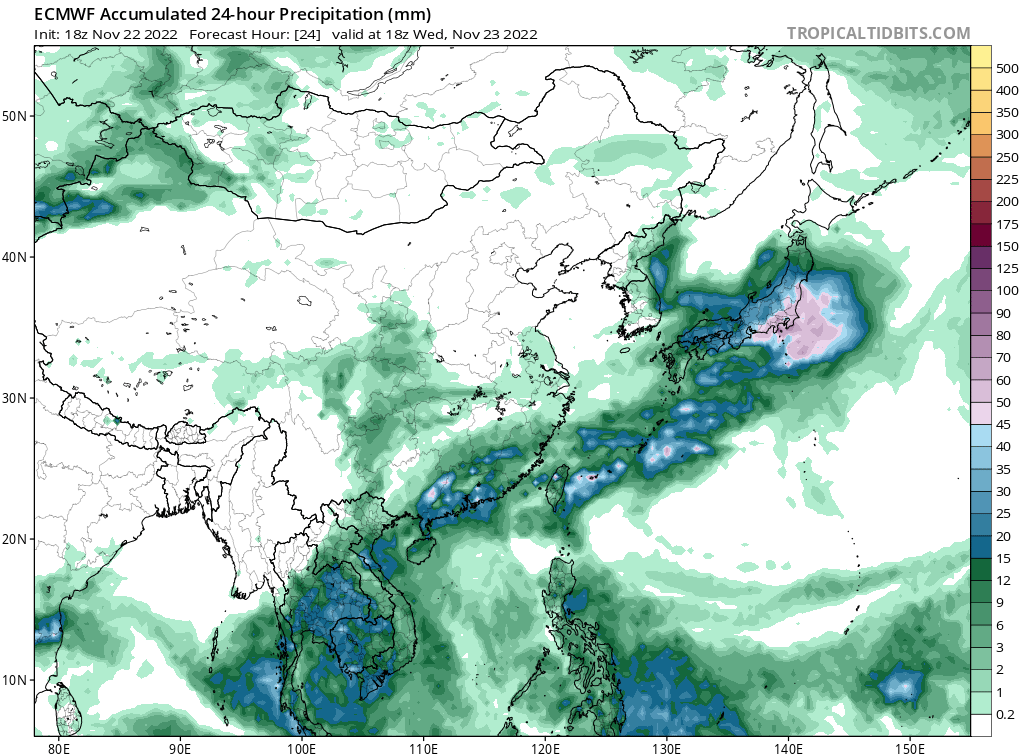 ECMWF Accumulated 24-hour Precipitation (mm)
Init: 18z Nov 22 2022 Forecast Hour: [24] valid at 18z Wed, Nov 23 2022
TROPICALTIDBITS.COM
50N
40N
30N
20N
10N
80E
90E
100E
110E
120E
130E
140E
150E
500
400
350
300
250
225
200
175
150
125
100
90
80
70
60
50
45
40
35
30
25
20
15
12
9
6
3
2
1
0.2